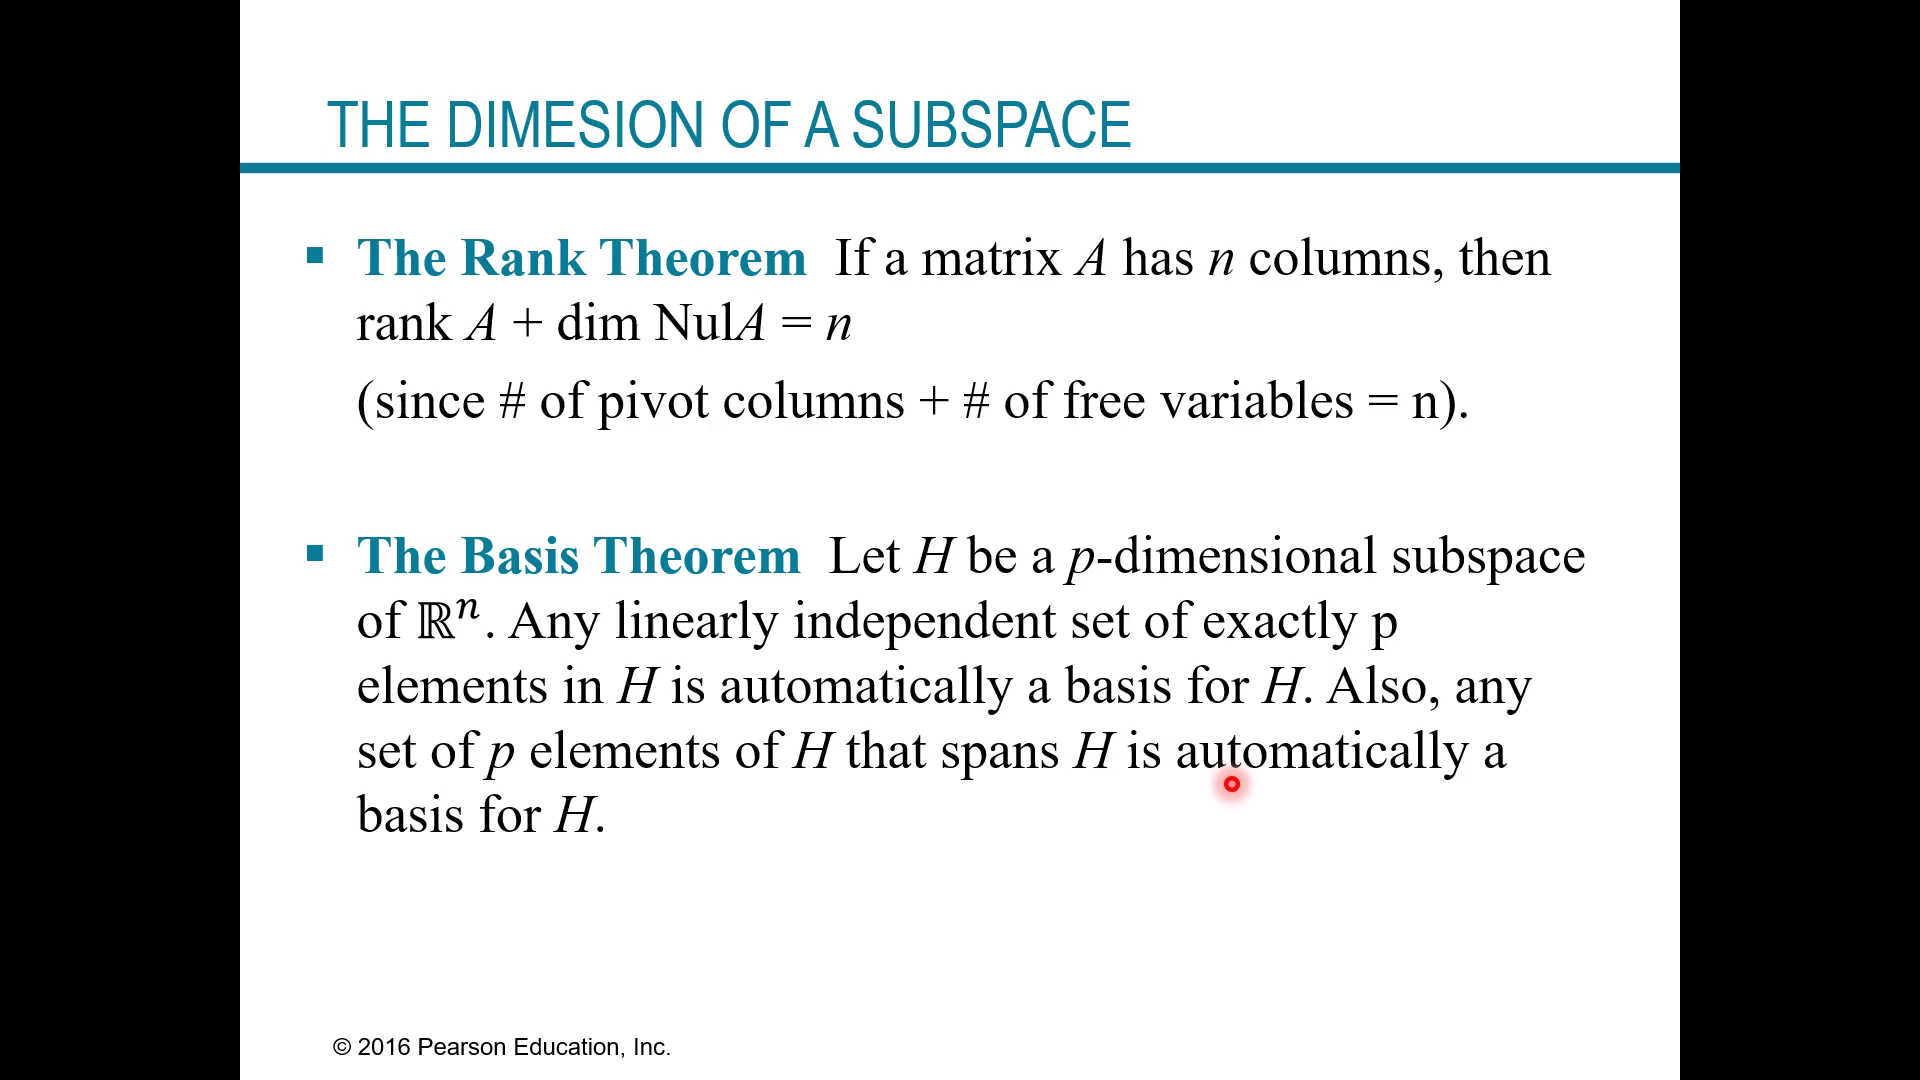 THE DIMESION OF A SUBSPACE
▪ The Rank Theorem If a matrix A has n columns, then
rank A + dim NulA = n
(since # of pivot columns + # of free variables = n).
▪ The Basis Theorem Let H be a p-dimensional subspace
of ℝⁿ. Any linearly independent set of exactly p
elements in H is automatically a basis for H. Also, any
set of p elements of H that spans H is automatically a
basis for H.
© 2016 Pearson Education, Inc.